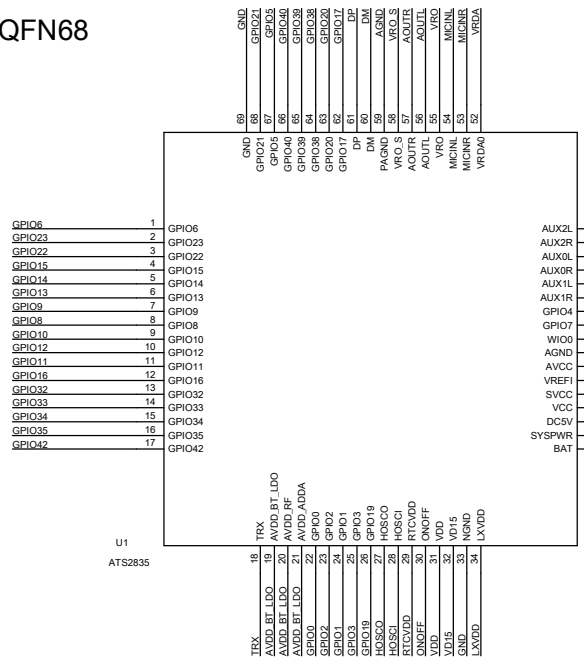 QFN68
GND
GPIO21
GPIO5
GPIO40
GPIO39
GPIO38
GPIO20
GPIO17
DP
DM
AGND
VRO_S
AOUTR
AOUTL
VRO
MICINL
MICINR
VRDA
69
68
67
66
65
64
63
62
61
60
59
58
57
56
55
54
53
52
GND
GPIO21
GPIO5
GPIO40
GPIO39
GPIO38
GPIO20
GPIO17
DP
DM
PAGND
VRO_S
AOUTR
AOUTL
VRO
MICINL
MICINR
VRDA0
GPIO6 1 GPIO6
GPIO23 2 GPIO23
GPIO22 3 GPIO22
GPIO15 4 GPIO15
GPIO14 5 GPIO14
GPIO13 6 GPIO13
GPIO9 7 GPIO9
GPIO8 8 GPIO8
GPIO10 9 GPIO10
GPIO12 10 GPIO12
GPIO11 11 GPIO11
GPIO16 12 GPIO16
GPIO32 13 GPIO32
GPIO33 14 GPIO33
GPIO34 15 GPIO34
GPIO35 16 GPIO35
GPIO42 17 GPIO42
AUX2L
AUX2R
AUX0L
AUX0R
AUX1L
AUX1R
GPIO4
GPIO7
WIO0
AGND
AVCC
VREFI
SVCC
VCC
DC5V
SYSPWR
BAT
TRX
AVDD_BT_LDO
AVDD_RF
AVDD_ADDA
GPIO0
GPIO2
GPIO1
GPIO3
GPIO19
HOSCO
HOSCI
RTCVDD
ONOFF
VDD
VD15
NGND
LXVDD
U1
ATS2835
18
19
20
21
22
23
24
25
26
27
28
29
30
31
32
33
34
TRX
AVDD_BT_LDO
AVDD_BT_LDO
AVDD_BT_LDO
GPIO0
GPIO2
GPIO1
GPIO3
GPIO19
HOSCO
HOSCI
RTCVDD
ONOFF
VDD
VD15
GND
LXVDD